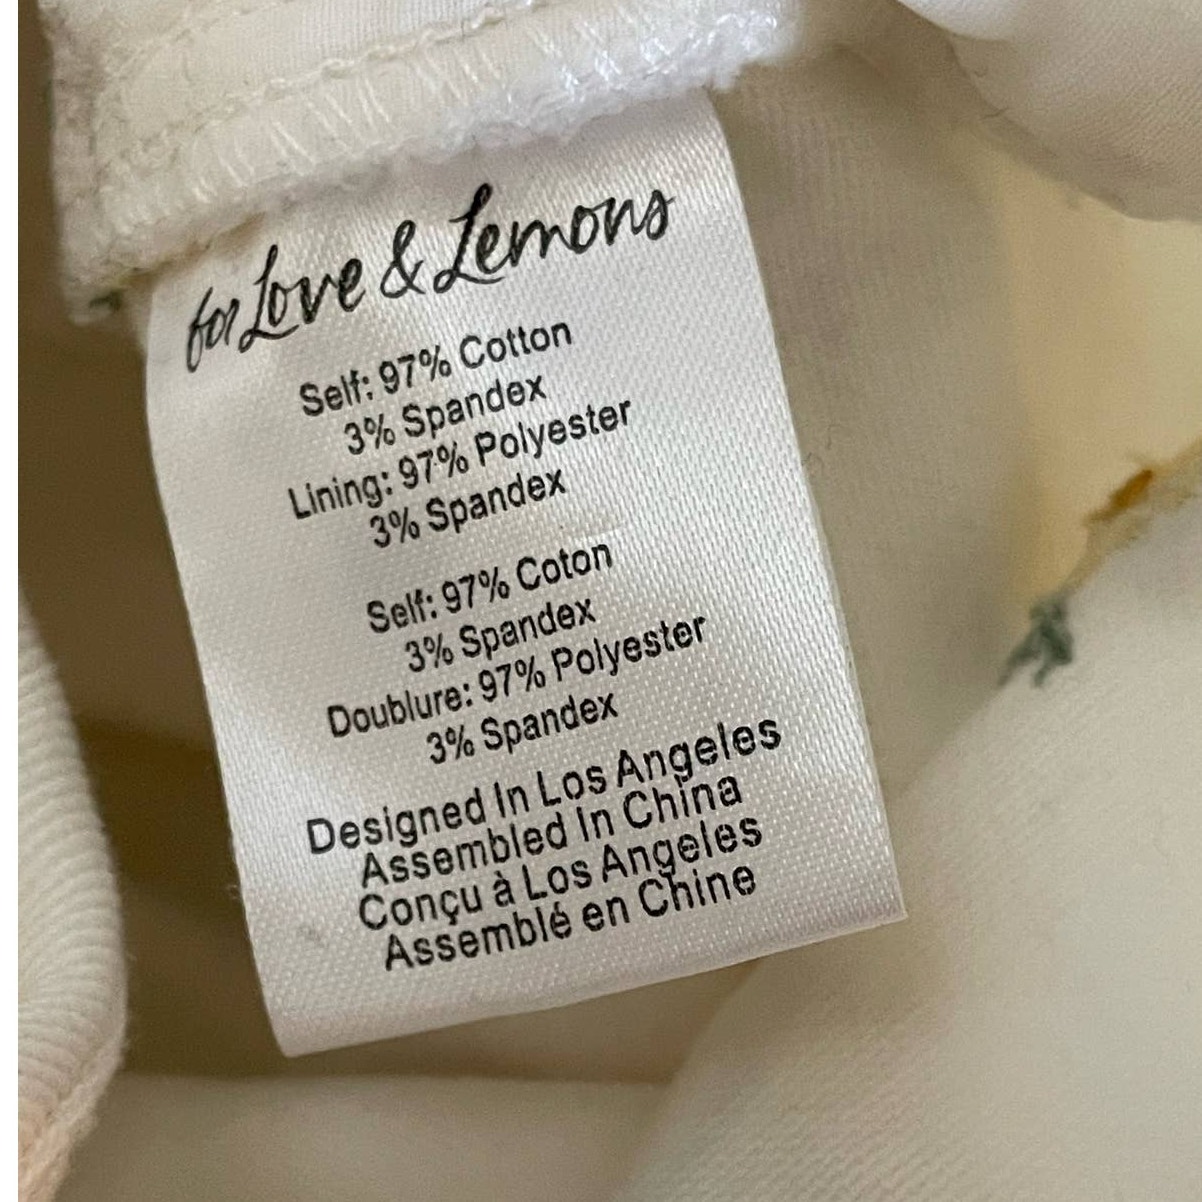 for Love & Lemons
Self: 97% Cotton
3% Spandex
Lining: 97% Polyester
3% Spandex
Self: 97% Coton
3% Spandex
Doublure: 97% Polyester
3% Spandex
Designed In Los Angeles
Assembled In China
Conçu à Los Angeles
Assemblé en Chine